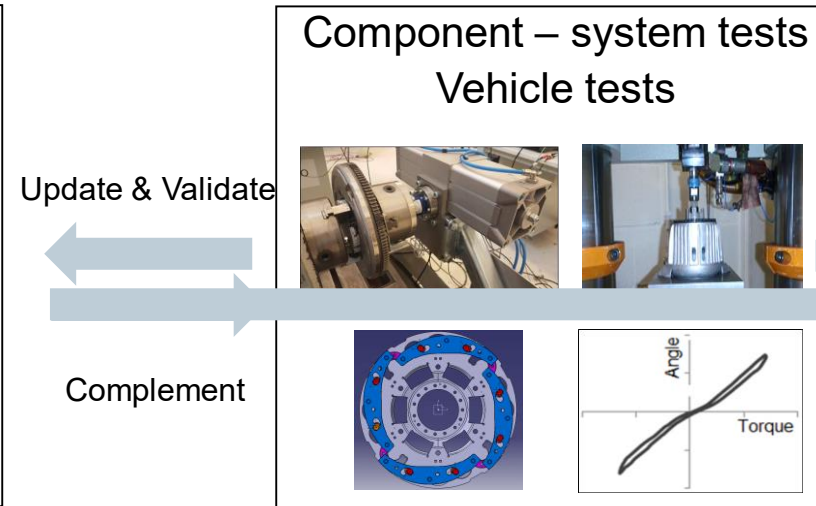 Component – system tests
Vehicle tests
Update & Validate
Complement
Angle
Torque